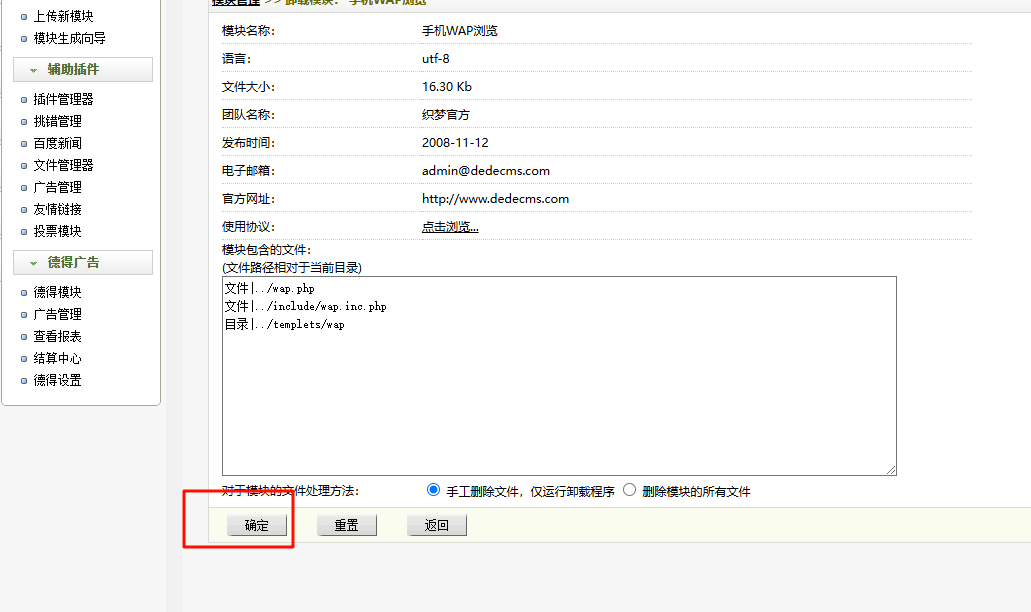 上传新模块
模块生成向导
辅助插件
插件管理器
挑错管理
百度新闻
文件管理器
广告管理
友情链接
投票模块
德得广告
德得模块
广告管理
查看报表
结算中心
德得设置
模块管理 >> 卸载模块： 手机WAP浏览
模块名称： 手机WAP浏览
语言： utf-8
文件大小： 16.30 Kb
团队名称： 织梦官方
发布时间： 2008-11-12
电子邮箱： admin@dedecms.com
官方网址： http://www.dedecms.com
使用协议： 点击浏览...
模块包含的文件：
(文件路径相对于当前目录)
文件|../wap.php
文件|../include/wap.inc.php
目录|../templets/wap
对于模块的文件处理方法： 手工删除文件，仅运行卸载程序 删除模块的所有文件
确定 重置 返回